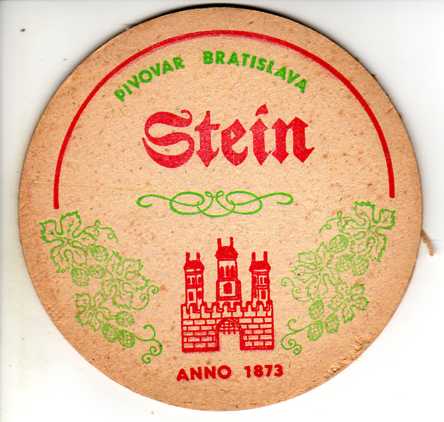 PIVOVAR BRATISLAVA
Stein
ANNO 1873